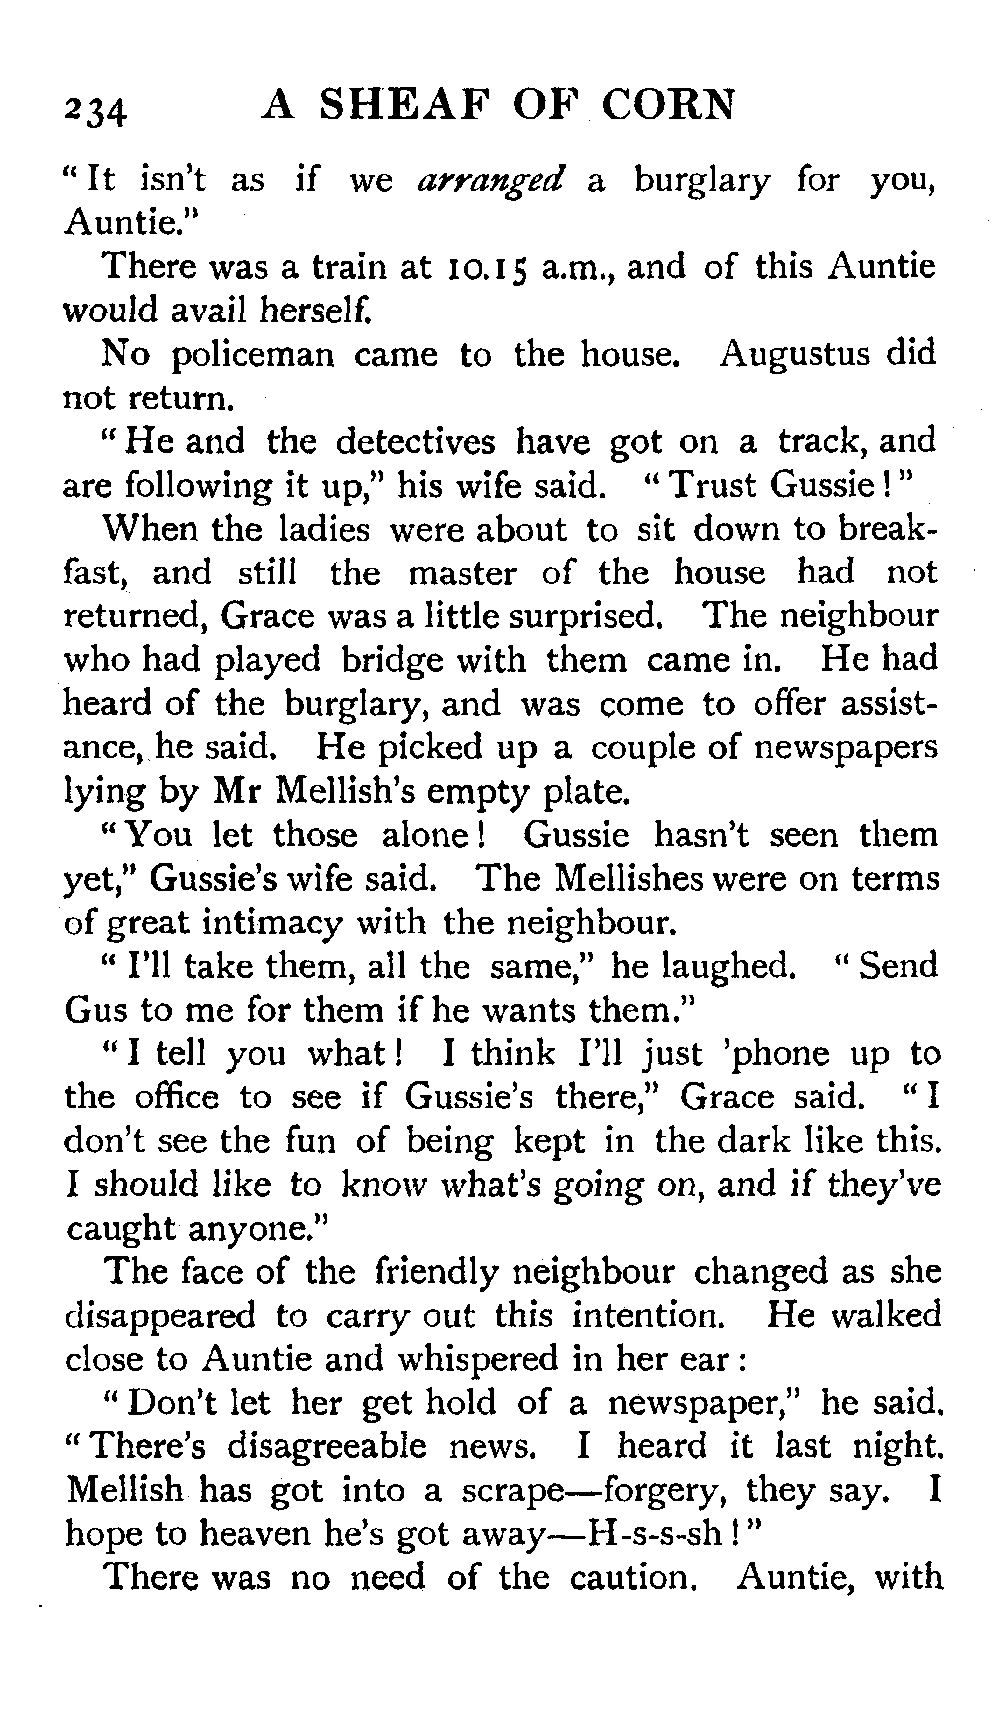 234 A SHEAF OF CORN
“ It isn't as if we arranged a burglary for you,
Auntie.”
There was a train at 10.15 a.m., and of this Auntie
would avail herself.
No policeman came to the house. Augustus did
not return.
“ He and the detectives have got on a track, and
are following it up,” his wife said. “ Trust Gussie ! ”
When the ladies were about to sit down to break-
fast, and still the master of the house had not
returned, Grace was a little surprised. The neighbour
who had played bridge with them came in. He had
heard of the burglary, and was come to offer assist-
ance, he said. He picked up a couple of newspapers
lying by Mr Mellish's empty plate.
“ You let those alone ! Gussie hasn't seen them
yet,” Gussie's wife said. The Mellishes were on terms
of great intimacy with the neighbour.
“ I'll take them, all the same,” he laughed. “ Send
Gus to me for them if he wants them.”
“ I tell you what ! I think I'll just 'phone up to
the office to see if Gussie's there,” Grace said. “ I
don't see the fun of being kept in the dark like this.
I should like to know what's going on, and if they've
caught anyone.”
The face of the friendly neighbour changed as she
disappeared to carry out this intention. He walked
close to Auntie and whispered in her ear :
“ Don't let her get hold of a newspaper,” he said.
“ There's disagreeable news. I heard it last night.
Mellish has got into a scrape—forgery, they say. I
hope to heaven he's got away—H-s-s-sh ! ”
There was no need of the caution. Auntie, with